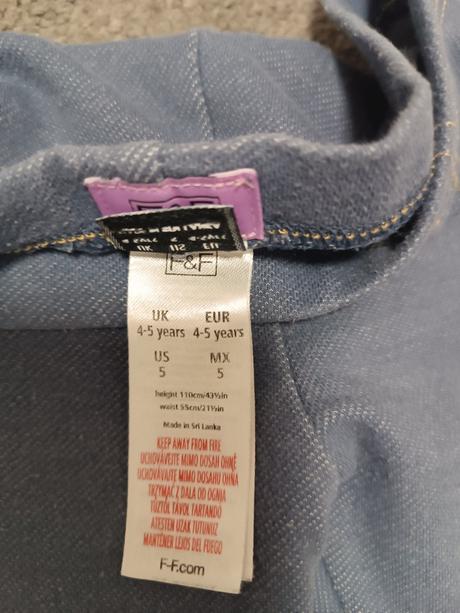 F&F
F&F
UK EUR
4-5 years 4-5 years
US MX
5 5
height 110cm/43½in
waist 55cm/21½in
Made in Sri Lanka
KEEP AWAY FROM FIRE
UCHOVÁVEJTE MIMO DOSAH OHNĚ
UCHOVÁVAJTE MIMO DOSAHU OHŇA
TRZYMAĆ Z DALA OD OGNIA
TŰZTŐL TÁVOL TARTANDÓ
ATEŞTEN UZAK TUTUNUZ
MANTÉNER LEJOS DEL FUEGO
F-F.com